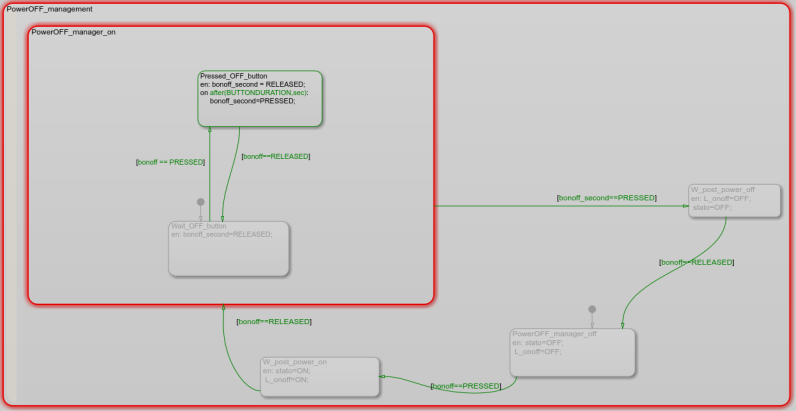 PowerOFF_management
PowerOFF_manager_on
Pressed_OFF_button
en: bonoff_second = RELEASED;
on after(BUTTONDURATION,sec):
bonoff_second=PRESSED;
[bonoff == PRESSED]
[bonoff==RELEASED]
Wait_OFF_button
en: bonoff_second=RELEASED;
[bonoff_second==PRESSED]
W_post_power_off
en: L_onoff=OFF;
stato=OFF;
[bonoff==RELEASED]
[bonoff==RELEASED]
PowerOFF_manager_off
en: stato=OFF;
L_onoff=OFF;
W_post_power_on
en: stato=ON;
L_onoff=ON;
[bonoff==PRESSED]